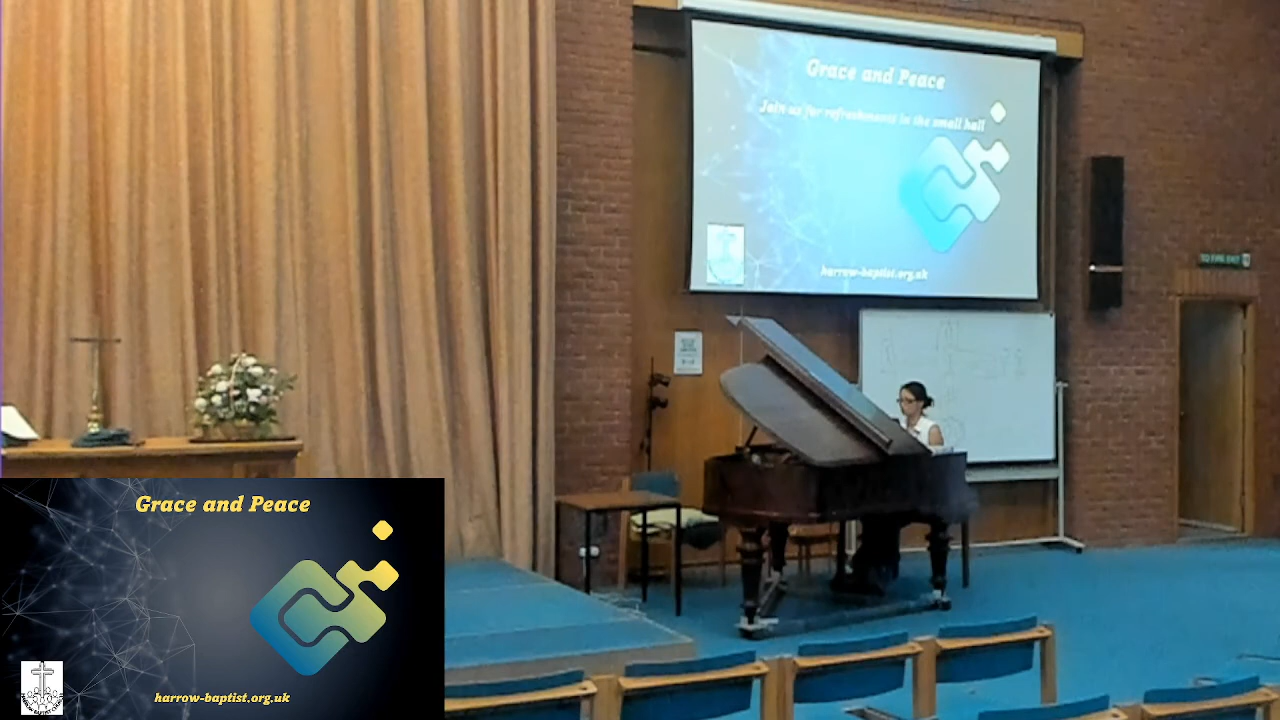 Grace and Peace
Join us for refreshments in the small hall
harrow-baptist.org.uk
Grace and Peace
harrow-baptist.org.uk